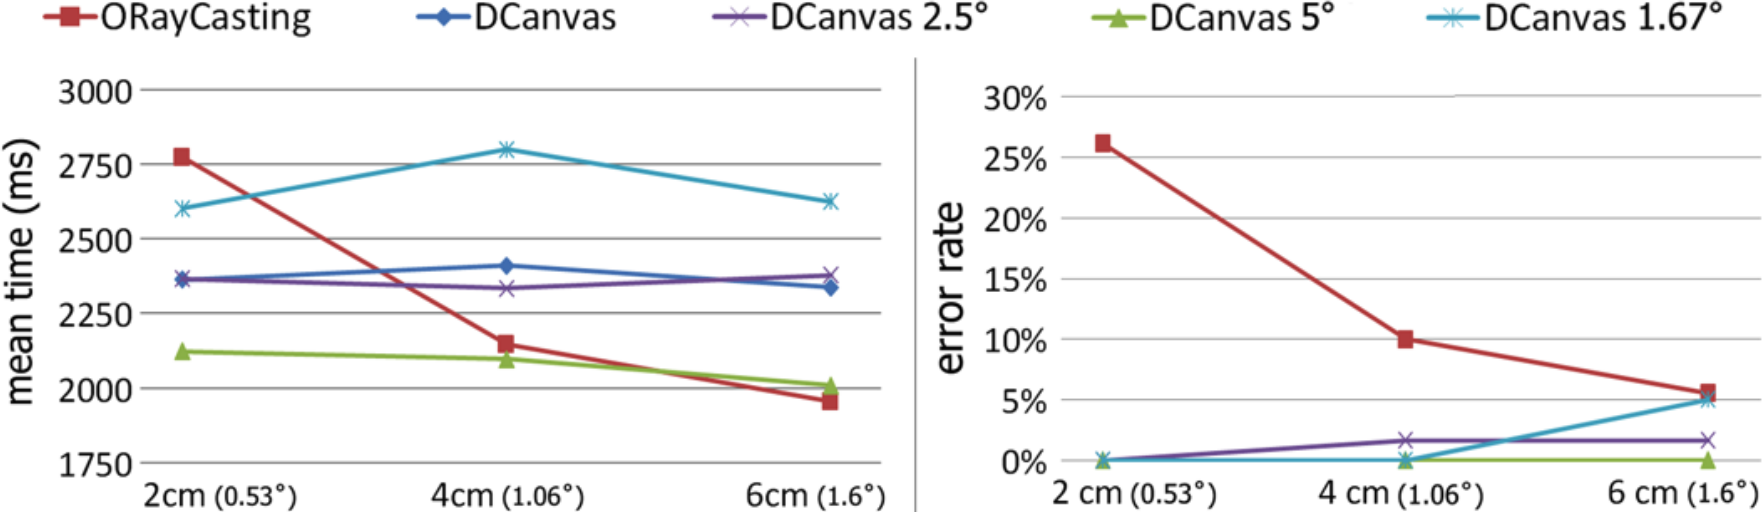 ORayCasting DCanvas DCanvas 2.5° DCanvas 5° DCanvas 1.67°
mean time (ms)
3000
2750
2500
2250
2000
1750
2cm (0.53°) 4cm (1.06°) 6cm (1.6°)
error rate
30%
25%
20%
15%
10%
5%
0%
2 cm (0.53°) 4 cm (1.06°) 6 cm (1.6°)